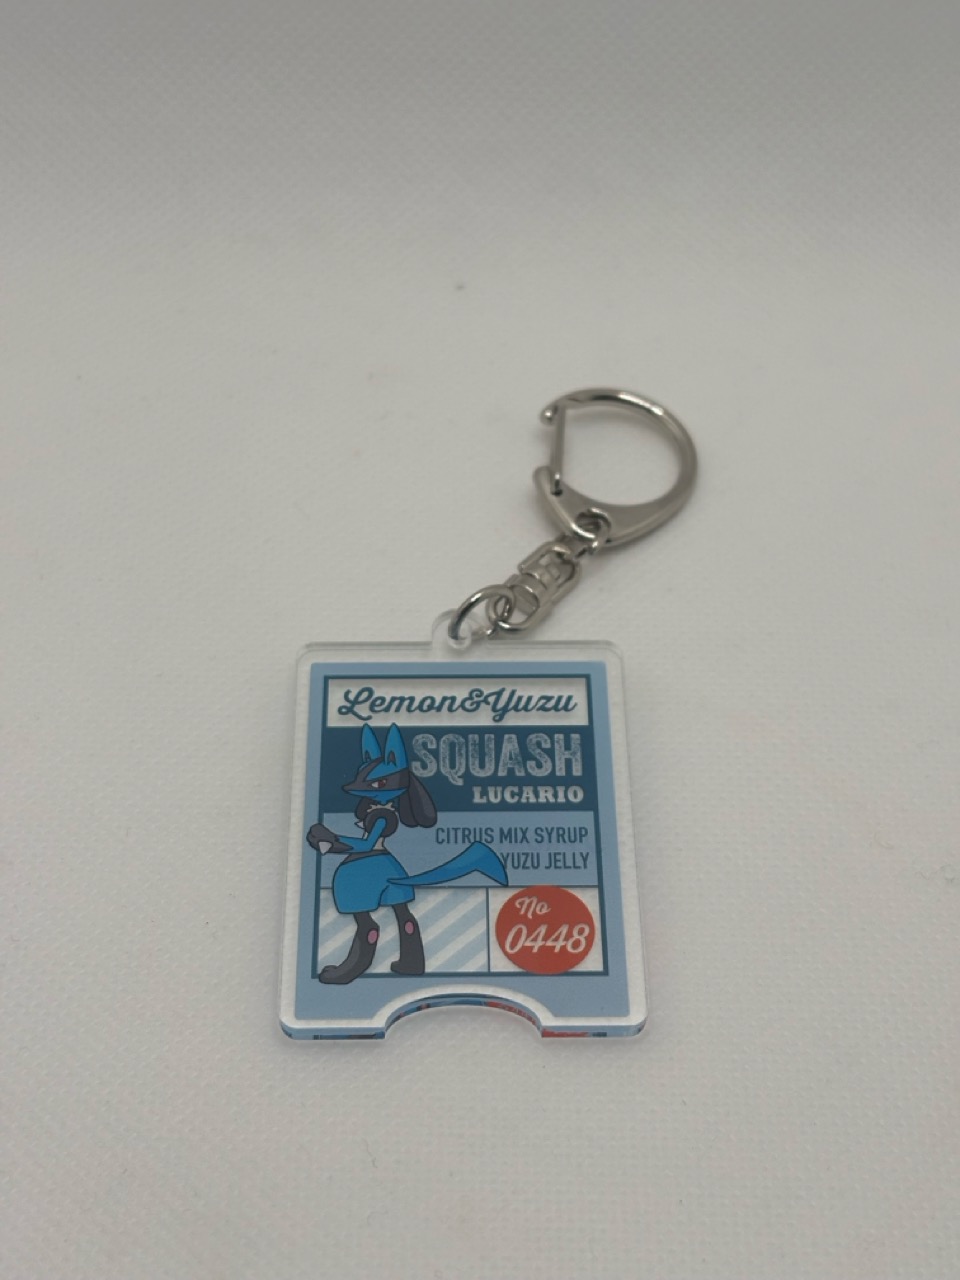 Lemon&Yuzu
SQUASH
LUCARIO
CITRUS MIX SYRUP
YUZU JELLY
No
0448